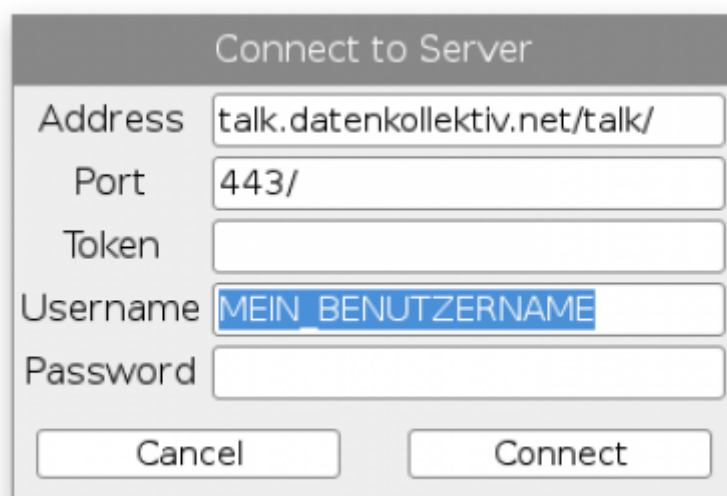 Connect to Server
Address talk.datenkollektiv.net/talk/
Port 443/
Token
Username MEIN_BENUTZERNAME
Password
Cancel Connect